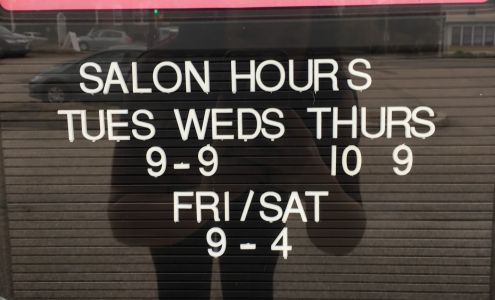 SALON HOURS
TUES WEDS THURS
9-9 10 9
FRI/SAT
9-4